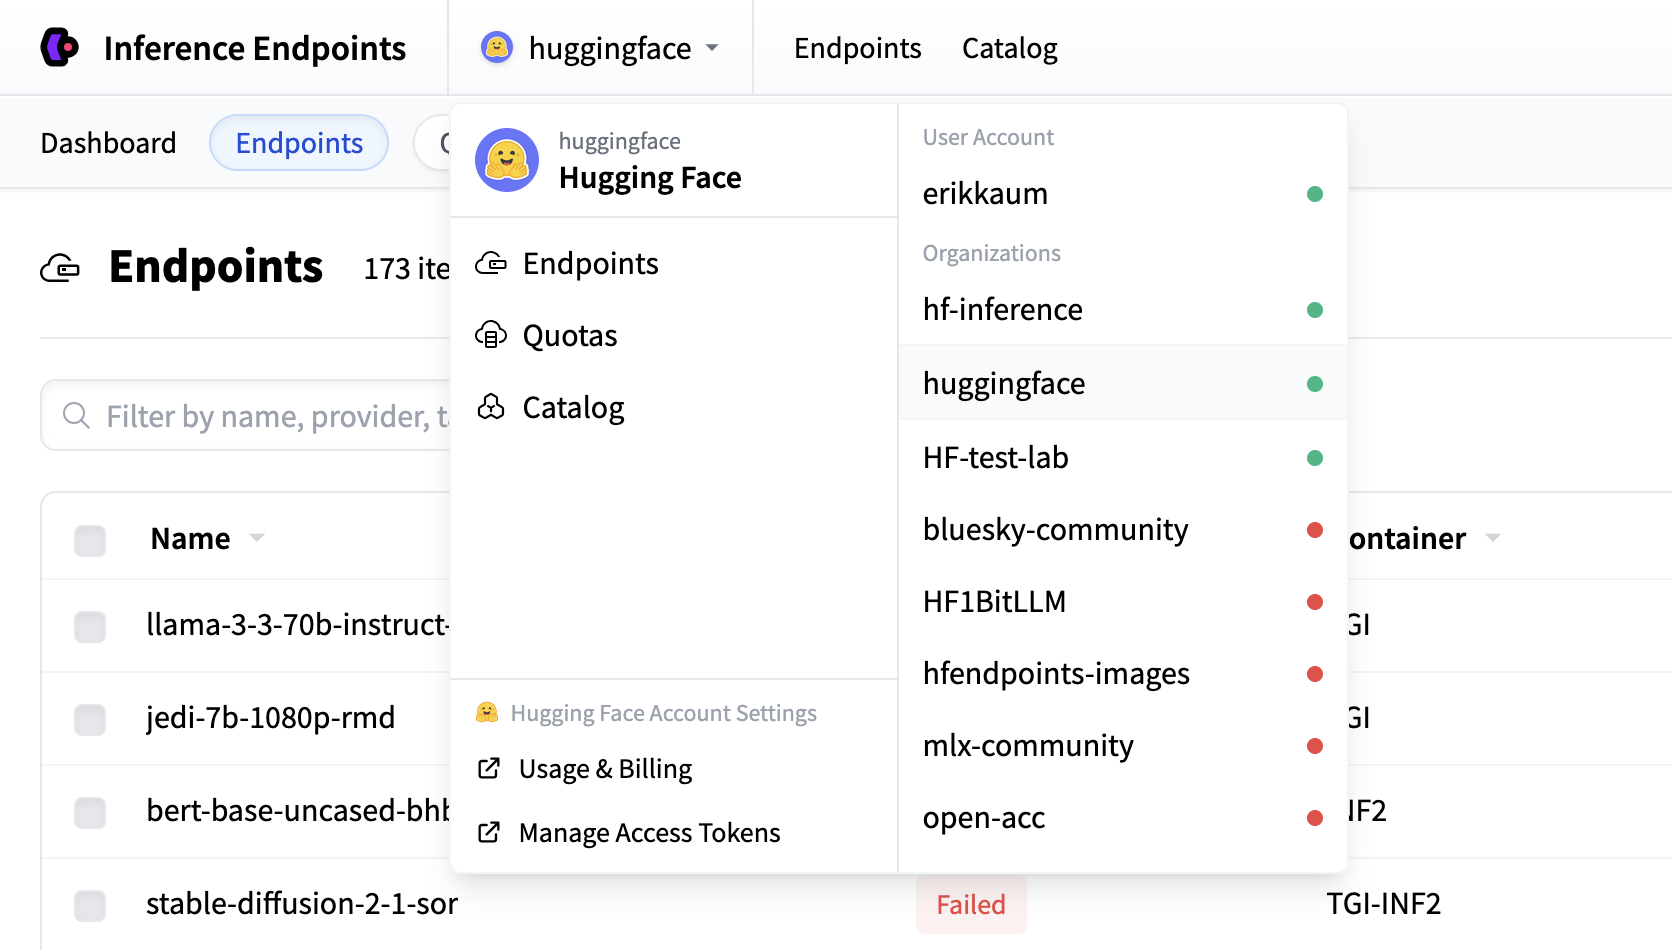 Inference Endpoints
huggingface
Endpoints
Catalog
Dashboard
Endpoints
huggingface
Hugging Face
Endpoints
Quotas
Catalog
Hugging Face Account Settings
Usage & Billing
Manage Access Tokens
User Account
erikkaum
Organizations
hf-inference
huggingface
HF-test-lab
bluesky-community
HF1BitLLM
hfendpoints-images
mlx-community
open-acc
Endpoints
173 ite
Filter by name, provider, t
Name
ontainer
llama-3-3-70b-instruct-
GI
jedi-7b-1080p-rmd
GI
bert-base-uncased-bhb
NF2
stable-diffusion-2-1-sor
Failed
TGI-INF2